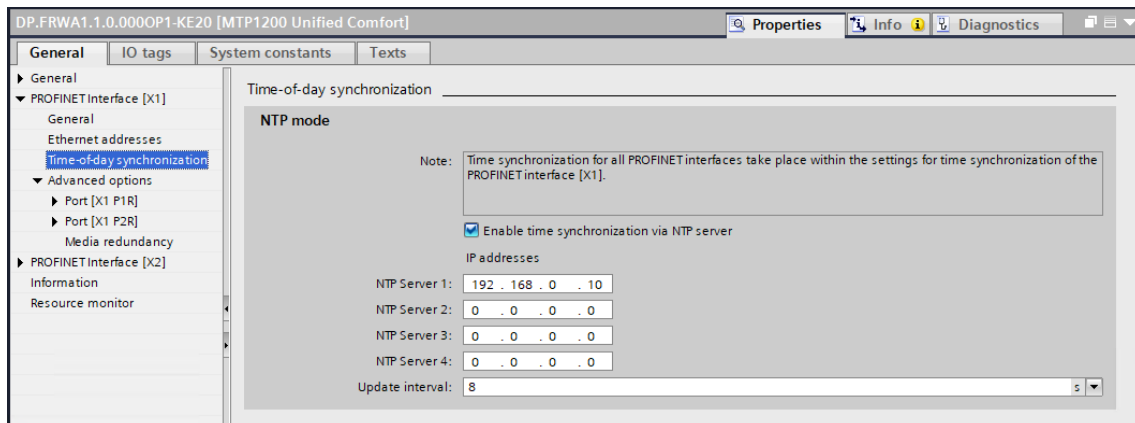 DP.FRWA1.1.0.000OP1-KE20 [MTP1200 Unified Comfort]
Properties
Info
Diagnostics
General
IO tags
System constants
Texts
General
PROFINET Interface [X1]
General
Ethernet addresses
Time-of-day synchronization
Advanced options
Port [X1 P1R]
Port [X1 P2R]
Media redundancy
PROFINET Interface [X2]
Information
Resource monitor
Time-of-day synchronization
NTP mode
Note: Time synchronization for all PROFINET interfaces take place within the settings for time synchronization of the
PROFINET interface [X1].
Enable time synchronization via NTP server
IP addresses
NTP Server 1: 192 . 168 . 0 . 10
NTP Server 2: 0 . 0 . 0 . 0
NTP Server 3: 0 . 0 . 0 . 0
NTP Server 4: 0 . 0 . 0 . 0
Update interval: 8 s